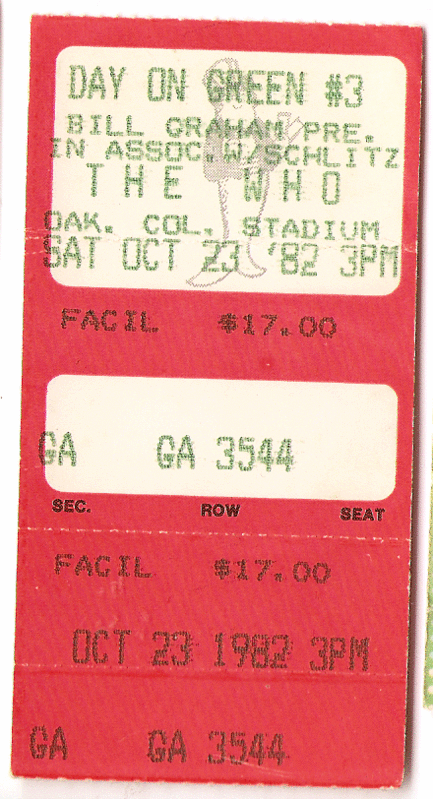 DAY ON GREEN #3
BILL GRAHAM PRE.
IN ASSOC.W/SCHLITZ
THE WHO
OAK. COL. STADIUM
SAT OCT 23 '82 3PM
FACIL $17.00
GA GA 3544
SEC. ROW SEAT
FACIL $17.00
OCT 23 1982 3PM
GA GA 3544